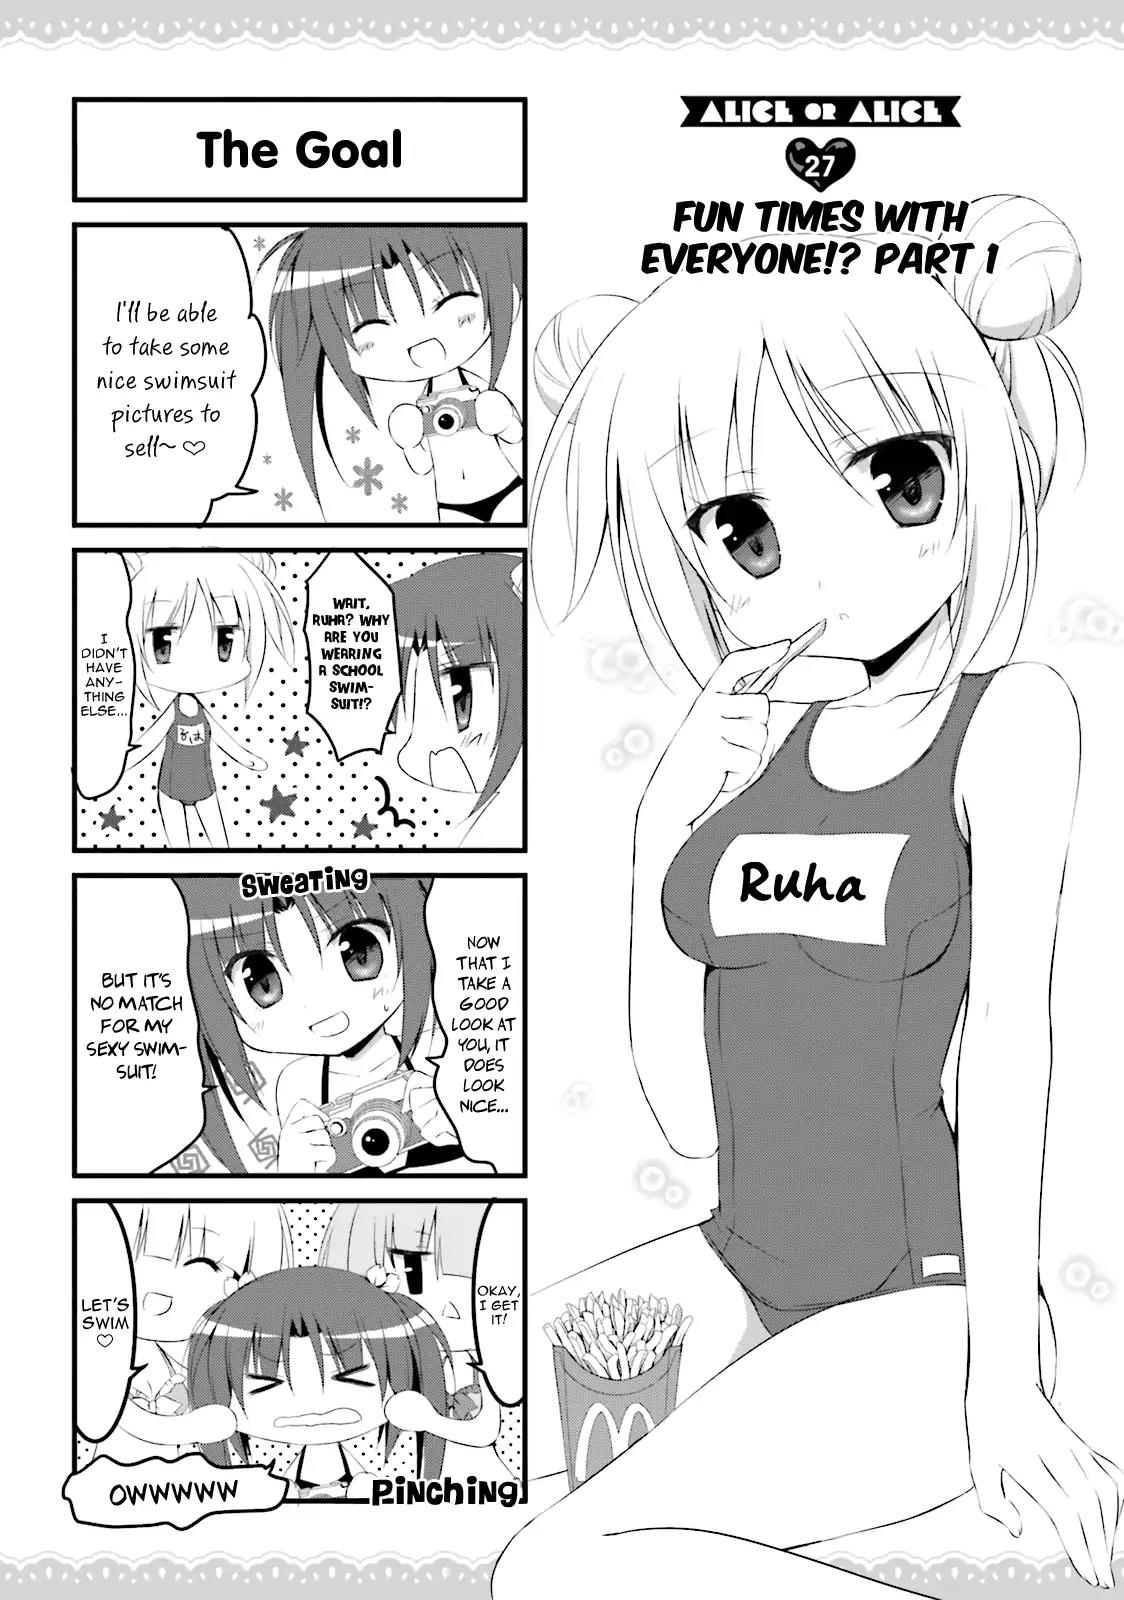 ALICE OR ALICE
27
FUN TIMES WITH
EVERYONE!? PART 1
Ruha
The Goal
I'll be able
to take some
nice swimsuit
pictures to
sell~ ♡
WAIT,
RUHA? WHY
ARE YOU
WEARING
A SCHOOL
SWIM-
SUIT!?
I
DIDN'T
HAVE
ANY-
THING
ELSE...
るは
SWEATING
NOW
THAT I
TAKE A
GOOD
LOOK AT
YOU, IT
DOES
LOOK
NICE...
BUT IT'S
NO MATCH
FOR MY
SEXY SWIM-
SUIT!
OKAY,
I GET
IT!
LET'S
SWIM
♡
OWWWWW
PINCHING